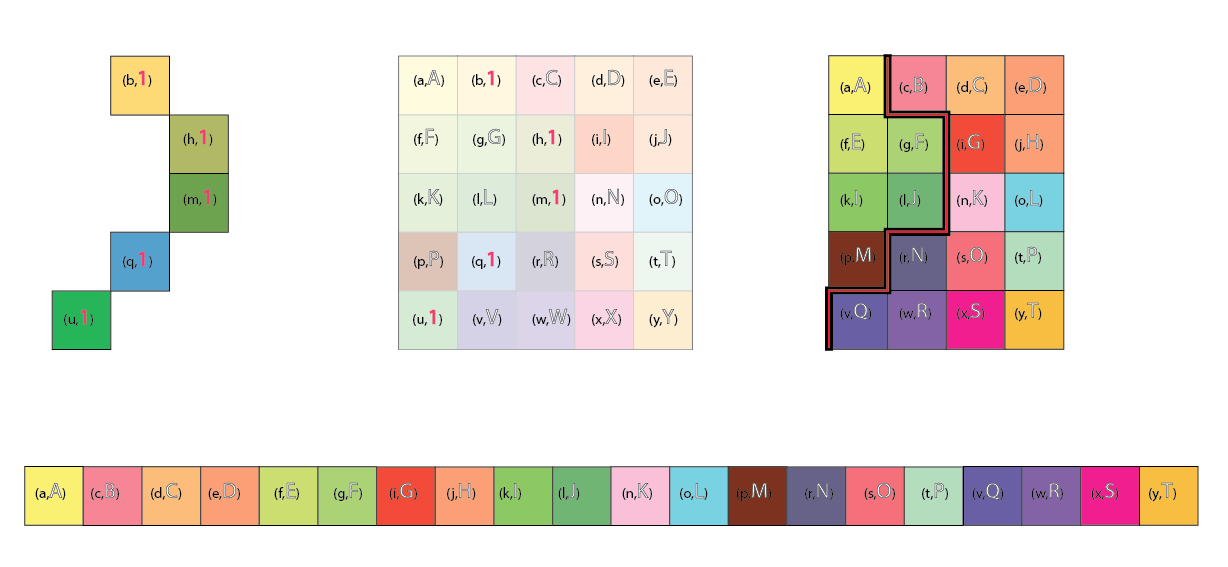 (b,1)
(h,1)
(m,1)
(q,1)
(u,1)
(a,A) (b,1) (c,C) (d,D) (e,E)
(f,F) (g,G) (h,1) (i,I) (j,J)
(k,K) (l,L) (m,1) (n,N) (o,O)
(p,P) (q,1) (r,R) (s,S) (t,T)
(u,1) (v,V) (w,W) (x,X) (y,Y)
(a,A) (c,B) (d,C) (e,D)
(f,E) (g,F) (i,G) (j,H)
(k,I) (l,J) (n,K) (o,L)
(p,M) (r,N) (s,O) (t,P)
(v,Q) (w,R) (x,S) (y,T)
(a,A) (c,B) (d,C) (e,D) (f,E) (g,F) (i,G) (j,H) (k,I) (l,J) (n,K) (o,L) (p,M) (r,N) (s,O) (t,P) (v,Q) (w,R) (x,S) (y,T)